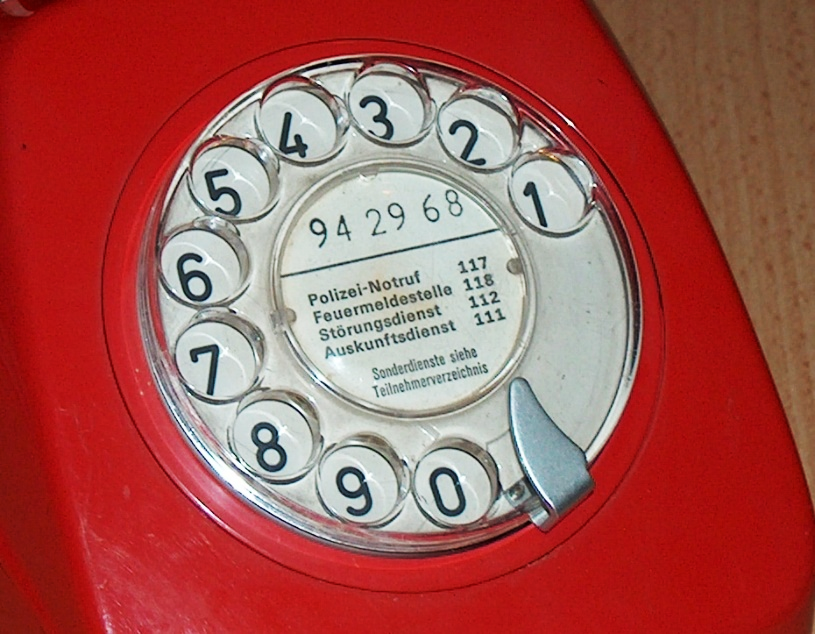 1
2
3
4
5
6
7
8
9
0
94 29 68
Polizei-Notruf 117
Feuermeldestelle 118
Störungsdienst 112
Auskunftsdienst 111
Sonderdienste siehe
Teilnehmerverzeichnis